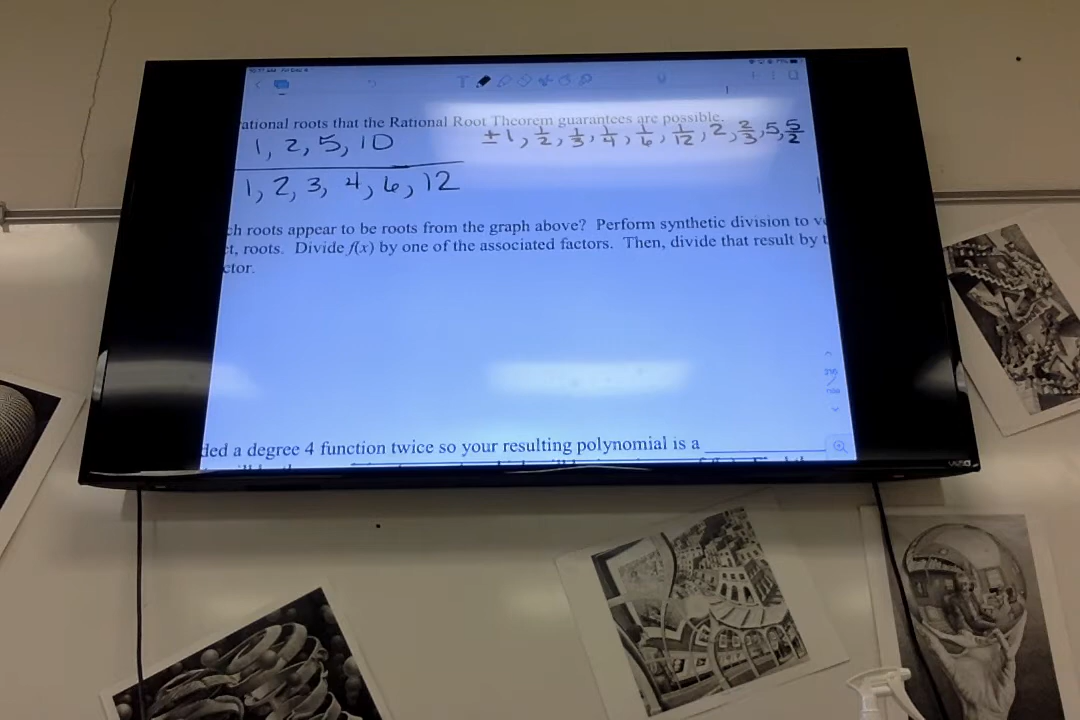 ational roots that the Rational Root Theorem guarantees are possible.
1, 2, 5, 10
1, 2, 3, 4, 6, 12
±1, 1/2, 1/3, 1/4, 1/6, 1/12, 2, 2/3, 5, 5/2
ch roots appear to be roots from the graph above? Perform synthetic division to v
ct, roots. Divide f(x) by one of the associated factors. Then, divide that result by t
ctor.
ded a degree 4 function twice so your resulting polynomial is a
VIZIO